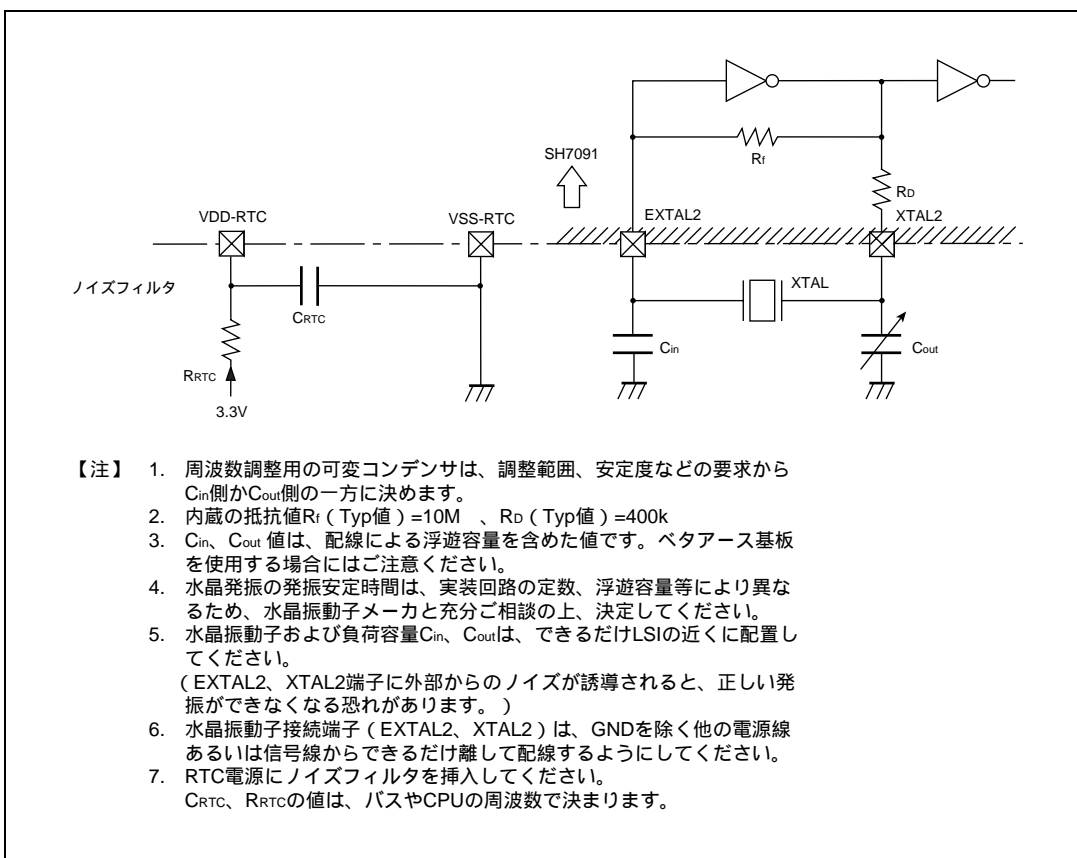 SH7091
Rf
RD
VDD-RTC
VSS-RTC
EXTAL2
XTAL2
ノイズフィルタ
CRTC
XTAL
Cin
Cout
RRTC
3.3V
【注】 1. 周波数調整用の可変コンデンサは、調整範囲、安定度などの要求から
Cin側かCout側の一方に決めます。
2. 内蔵の抵抗値Rf（Typ値）=10M 、RD（Typ値）=400k
3. Cin、Cout 値は、配線による浮遊容量を含めた値です。ベタアース基板
を使用する場合にはご注意ください。
4. 水晶発振の発振安定時間は、実装回路の定数、浮遊容量等により異な
るため、水晶振動子メーカと充分ご相談の上、決定してください。
5. 水晶振動子および負荷容量Cin、Coutは、できるだけLSIの近くに配置し
てください。
（EXTAL2、XTAL2端子に外部からのノイズが誘導されると、正しい発
振ができなくなる恐れがあります。）
6. 水晶振動子接続端子（EXTAL2、XTAL2）は、GNDを除く他の電源線
あるいは信号線からできるだけ離して配線するようにしてください。
7. RTC電源にノイズフィルタを挿入してください。
CRTC、RRTCの値は、バスやCPUの周波数で決まります。